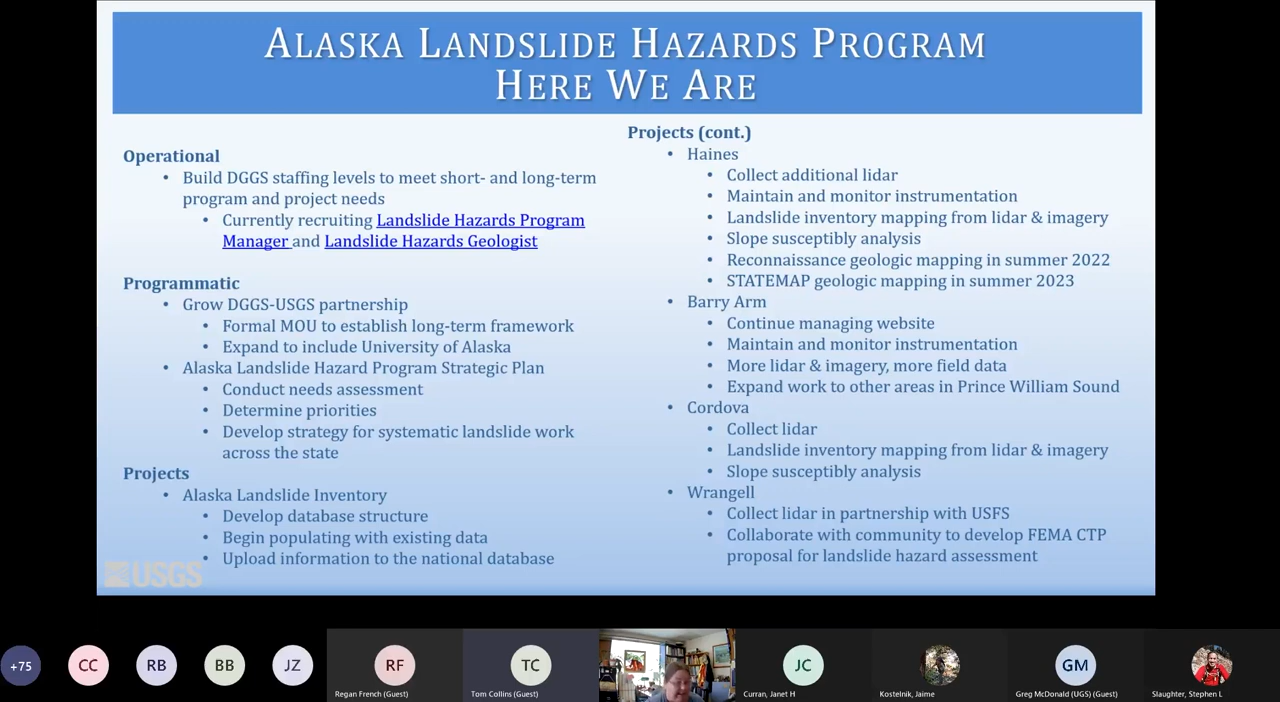 ALASKA LANDSLIDE HAZARDS PROGRAM
HERE WE ARE
Operational
• Build DGGS staffing levels to meet short- and long-term
program and project needs
• Currently recruiting Landslide Hazards Program
Manager and Landslide Hazards Geologist
Programmatic
• Grow DGGS-USGS partnership
• Formal MOU to establish long-term framework
• Expand to include University of Alaska
• Alaska Landslide Hazard Program Strategic Plan
• Conduct needs assessment
• Determine priorities
• Develop strategy for systematic landslide work
across the state
Projects
• Alaska Landslide Inventory
• Develop database structure
• Begin populating with existing data
• Upload information to the national database
USGS
Projects (cont.)
• Haines
• Collect additional lidar
• Maintain and monitor instrumentation
• Landslide inventory mapping from lidar & imagery
• Slope susceptibly analysis
• Reconnaissance geologic mapping in summer 2022
• STATEMAP geologic mapping in summer 2023
• Barry Arm
• Continue managing website
• Maintain and monitor instrumentation
• More lidar & imagery, more field data
• Expand work to other areas in Prince William Sound
• Cordova
• Collect lidar
• Landslide inventory mapping from lidar & imagery
• Slope susceptibly analysis
• Wrangell
• Collect lidar in partnership with USFS
• Collaborate with community to develop FEMA CTP
proposal for landslide hazard assessment
+75 CC RB BB JZ RF TC JC GM
Regan French (Guest) Tom Collins (Guest) Curran, Janet H Kostelnik, Jaime Greg McDonald (UGS) (Guest) Slaughter, Stephen L